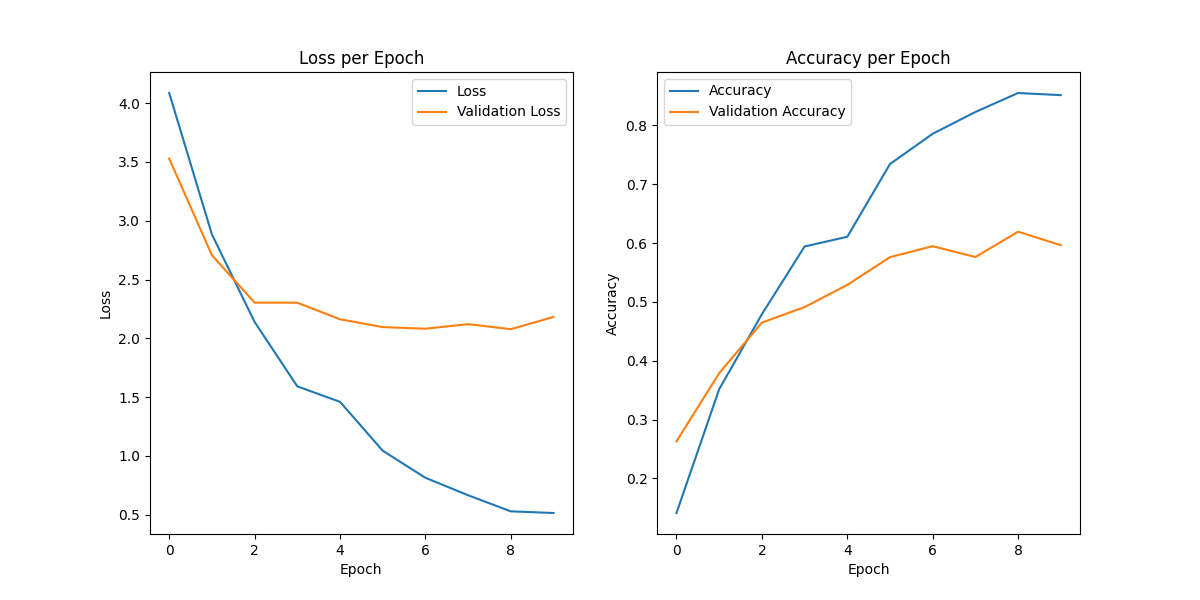 Loss per Epoch
Loss
Validation Loss
4.0
3.5
3.0
2.5
2.0
1.5
1.0
0.5
Loss
0 2 4 6 8
Epoch
Accuracy per Epoch
Accuracy
Validation Accuracy
0.8
0.7
0.6
0.5
0.4
0.3
0.2
Accuracy
0 2 4 6 8
Epoch